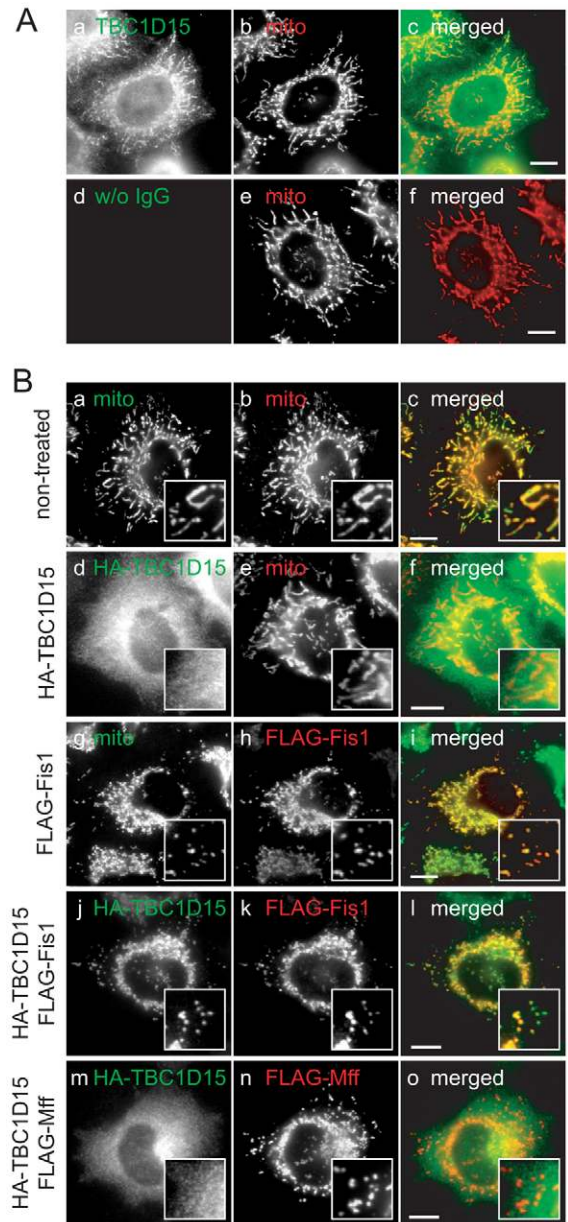 A
a TBC1D15
b mito
c merged
d w/o IgG
e mito
f merged
B
non-treated
a mito
b mito
c merged
HA-TBC1D15
d HA-TBC1D15
e mito
f merged
FLAG-Fis1
g mito
h FLAG-Fis1
i merged
HA-TBC1D15
FLAG-Fis1
j HA-TBC1D15
k FLAG-Fis1
l merged
HA-TBC1D15
FLAG-Mff
m HA-TBC1D15
n FLAG-Mff
o merged